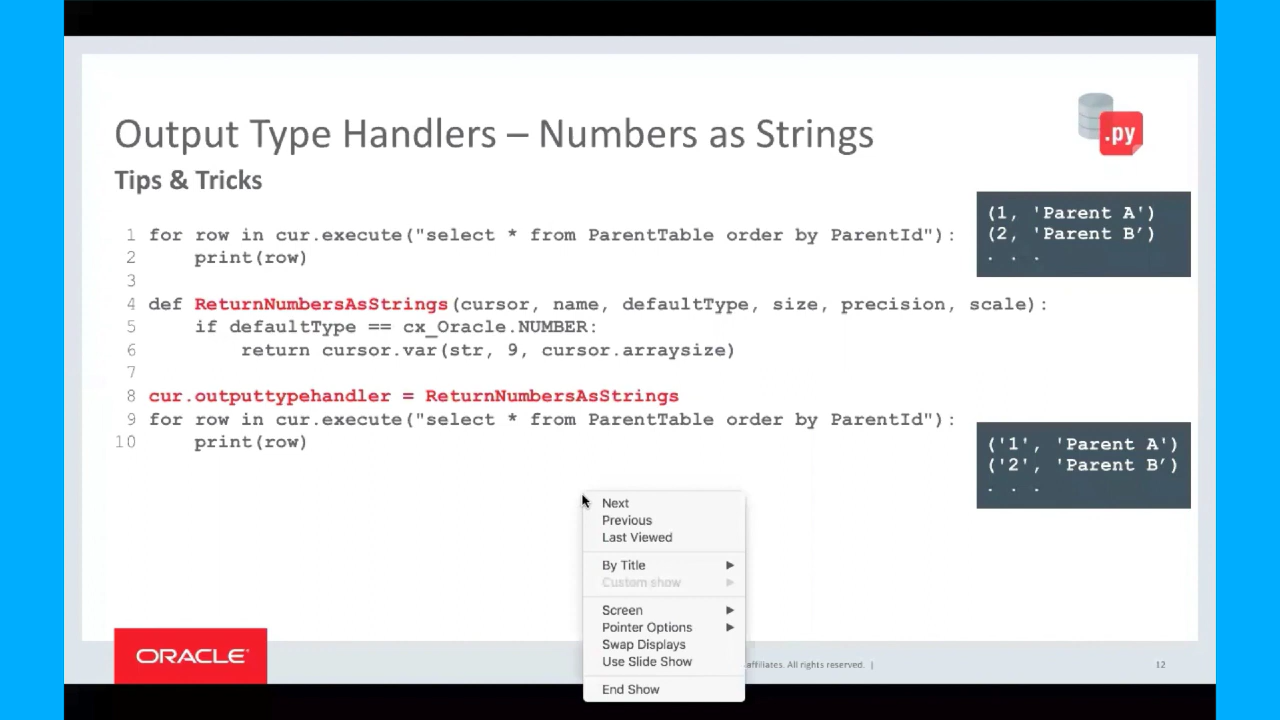 Output Type Handlers – Numbers as Strings
.py
Tips & Tricks
(1, 'Parent A')
(2, 'Parent B’)
. . .
1 for row in cur.execute("select * from ParentTable order by ParentId"):
2 print(row)
3
4 def ReturnNumbersAsStrings(cursor, name, defaultType, size, precision, scale):
5 if defaultType == cx_Oracle.NUMBER:
6 return cursor.var(str, 9, cursor.arraysize)
7
8 cur.outputtypehandler = ReturnNumbersAsStrings
9 for row in cur.execute("select * from ParentTable order by ParentId"):
10 print(row)
('1', 'Parent A')
('2', 'Parent B’)
. . .
Next
Previous
Last Viewed
By Title
Custom show
Screen
Pointer Options
Swap Displays
Use Slide Show
End Show
ORACLE
affiliates. All rights reserved. |
12